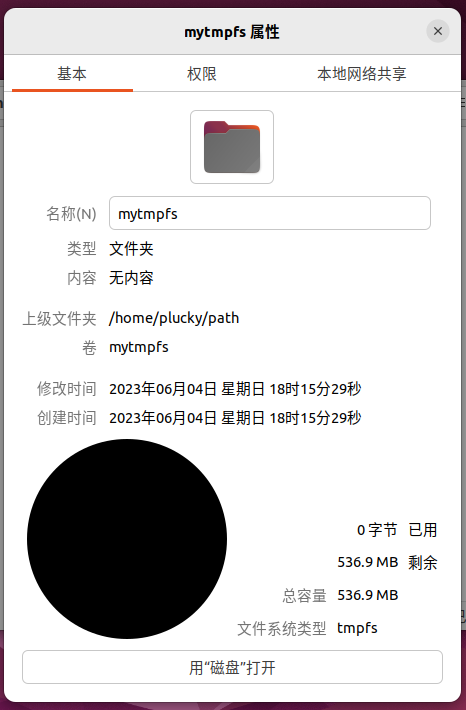 mytmpfs 属性
基本 权限 本地网络共享
名称(N) mytmpfs
类型 文件夹
内容 无内容
上级文件夹 /home/plucky/path
卷 mytmpfs
修改时间 2023年06月04日 星期日 18时15分29秒
创建时间 2023年06月04日 星期日 18时15分29秒
0 字节 已用
536.9 MB 剩余
总容量 536.9 MB
文件系统类型 tmpfs
用“磁盘”打开